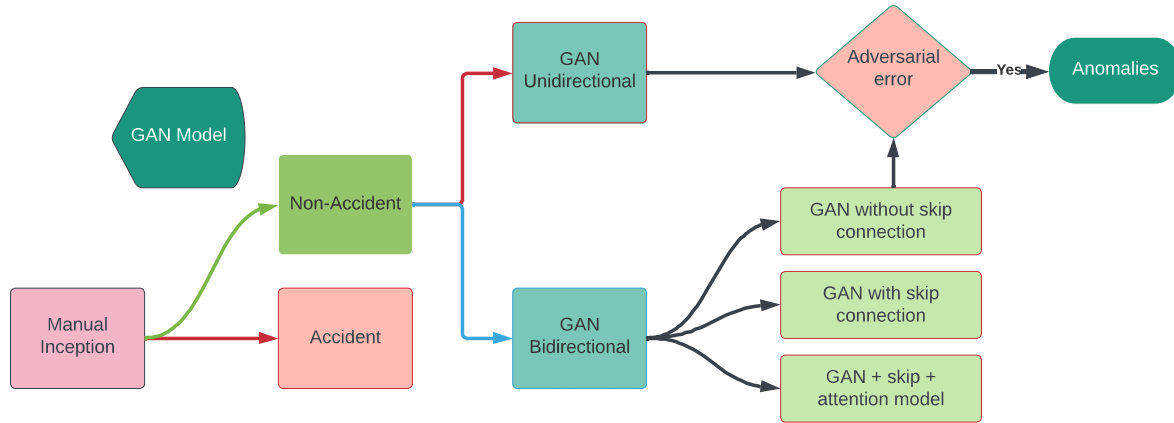 GAN
Unidirectional
Adversarial
error
Yes
Anomalies
GAN Model
Non-Accident
GAN without skip
connection
Manual
Inception
Accident
GAN
Bidirectional
GAN with skip
connection
GAN + skip +
attention model